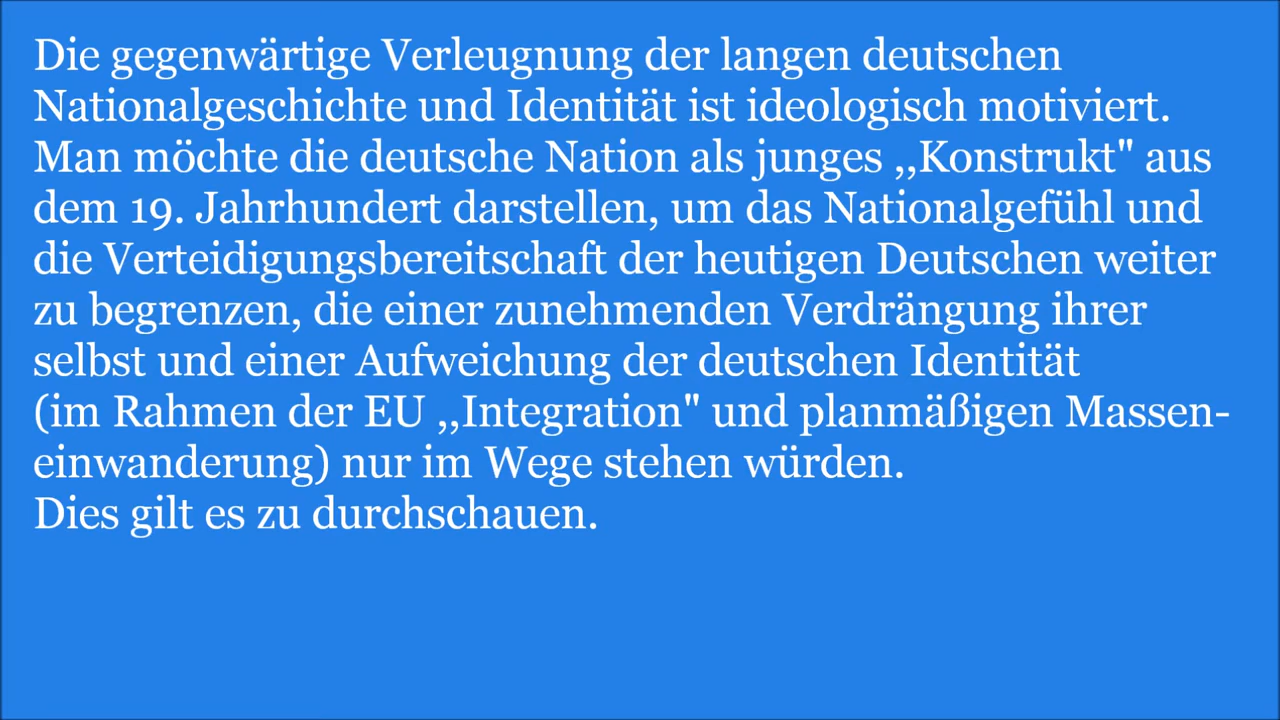 Die gegenwärtige Verleugnung der langen deutschen
Nationalgeschichte und Identität ist ideologisch motiviert.
Man möchte die deutsche Nation als junges ,,Konstrukt" aus
dem 19. Jahrhundert darstellen, um das Nationalgefühl und
die Verteidigungsbereitschaft der heutigen Deutschen weiter
zu begrenzen, die einer zunehmenden Verdrängung ihrer
selbst und einer Aufweichung der deutschen Identität
(im Rahmen der EU ,,Integration" und planmäßigen Massen-
einwanderung) nur im Wege stehen würden.
Dies gilt es zu durchschauen.